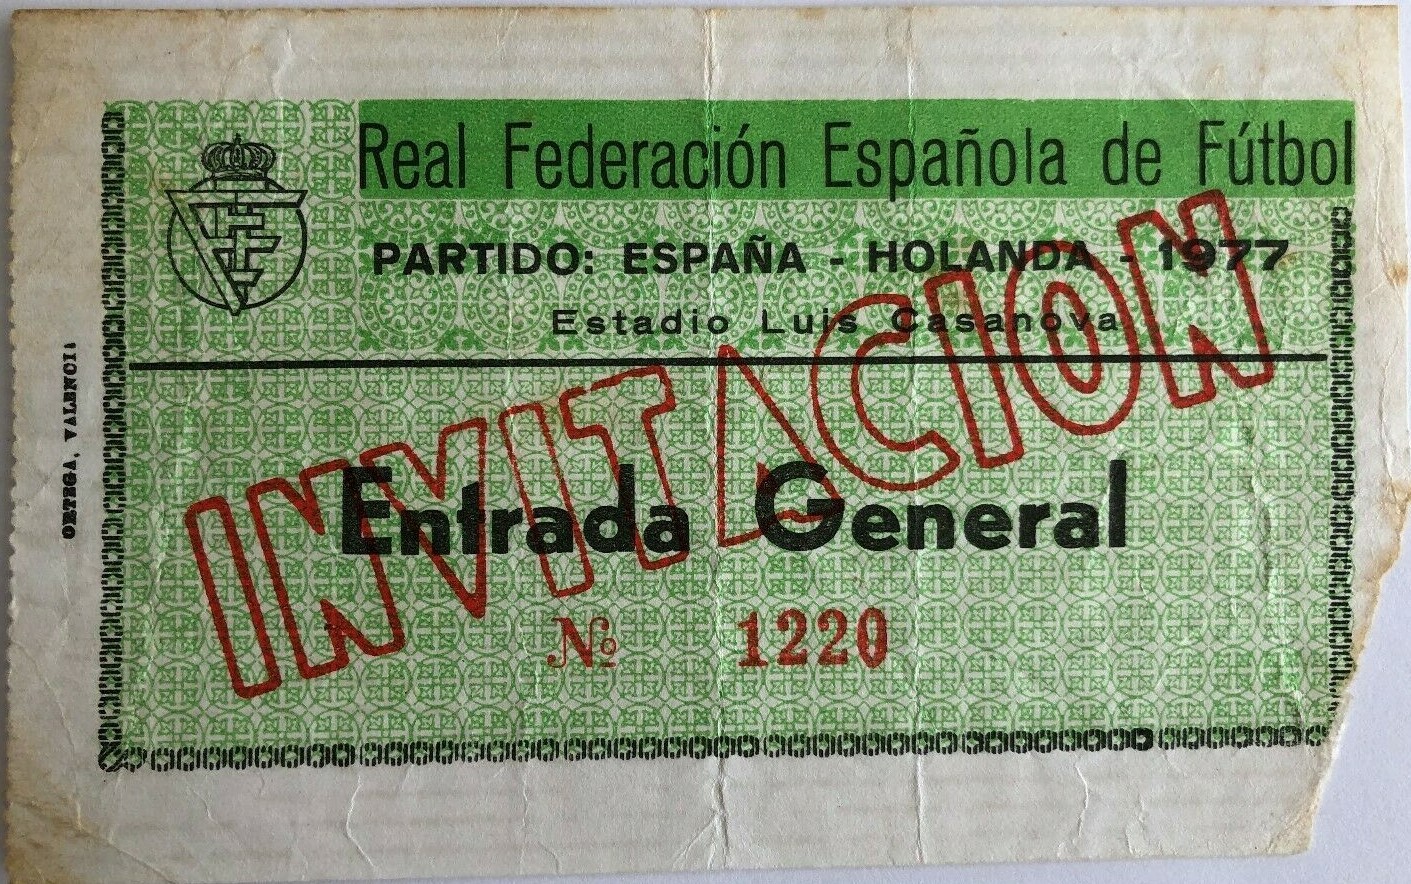 Real Federación Española de Fútbol
PARTIDO: ESPAÑA - HOLANDA - 1977
Estadio Luis Casanova
INVITACION
Entrada General
Nº 1220
ORTEGA, VALENCIA